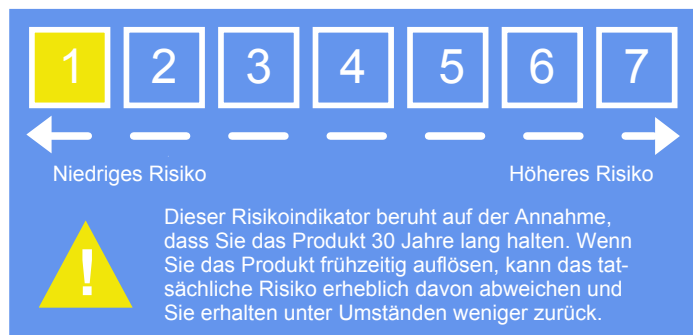 1 2 3 4 5 6 7
Niedriges Risiko Höheres Risiko
!
Dieser Risikoindikator beruht auf der Annahme,
dass Sie das Produkt 30 Jahre lang halten. Wenn
Sie das Produkt frühzeitig auflösen, kann das tat-
sächliche Risiko erheblich davon abweichen und
Sie erhalten unter Umständen weniger zurück.